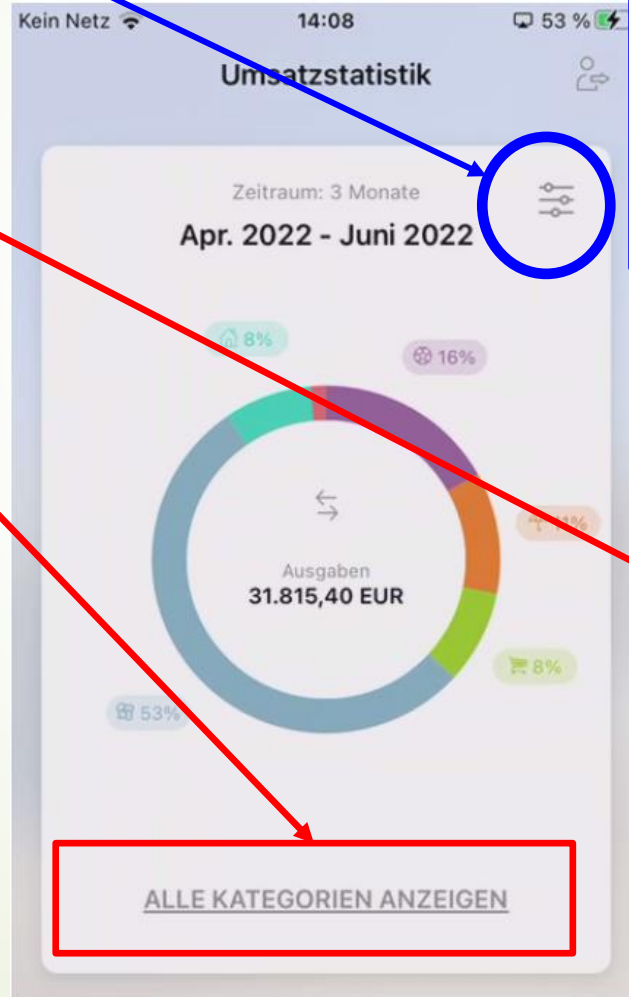 Kein Netz 14:08 53 %
Umsatzstatistik
Zeitraum: 3 Monate
Apr. 2022 - Juni 2022
8%
16%
11%
Ausgaben
31.815,40 EUR
8%
53%
ALLE KATEGORIEN ANZEIGEN